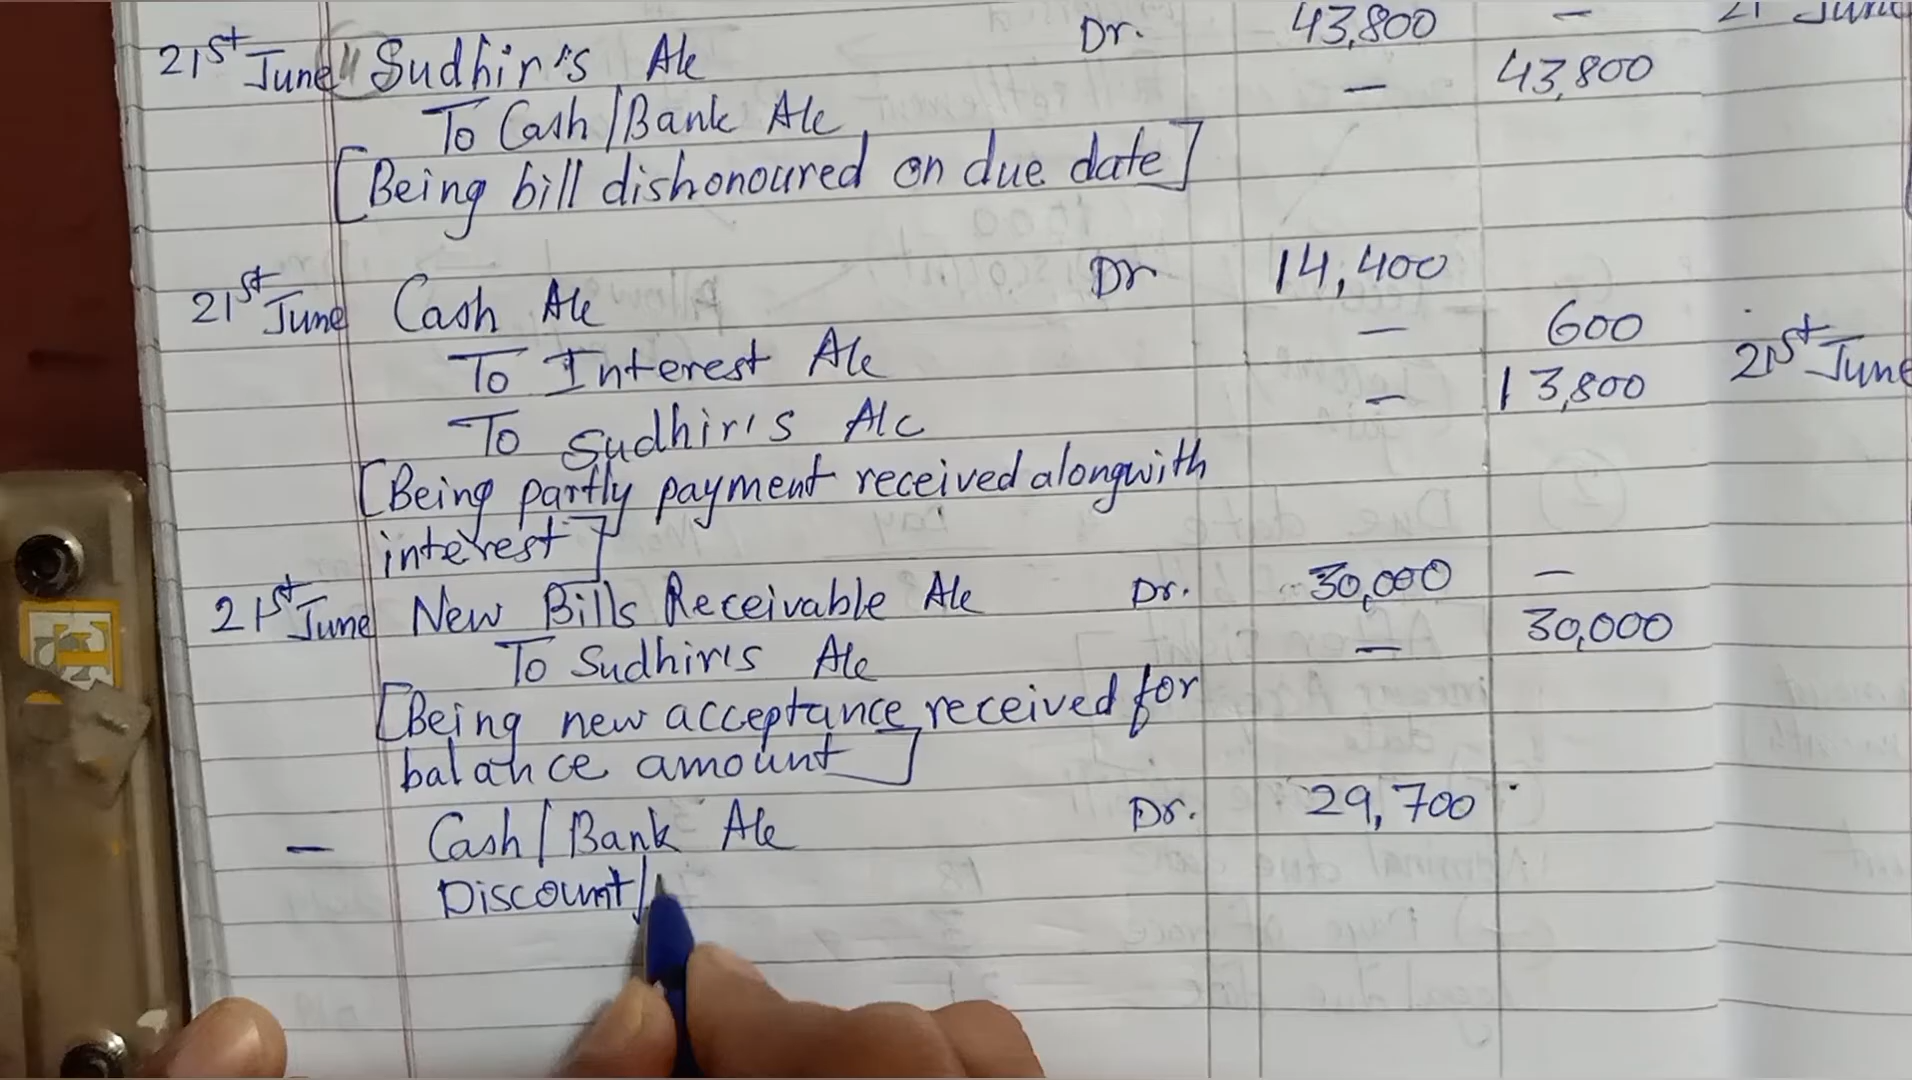 21st June Sudhir's A/c Dr. 43,800 — 21 June
To Cash/Bank A/c — 43,800
[Being bill dishonoured on due date]
21st June Cash A/c Dr 14,400
To Interest A/c — 600
To Sudhir's A/c — 13,800 21st June
[Being partly payment received alongwith
interest]
21st June New Bills Receivable A/c Dr. 30,000 —
To Sudhir's A/c — 30,000
[Being new acceptance received for
balance amount]
— Cash/Bank A/c Dr. 29,700
Discount/